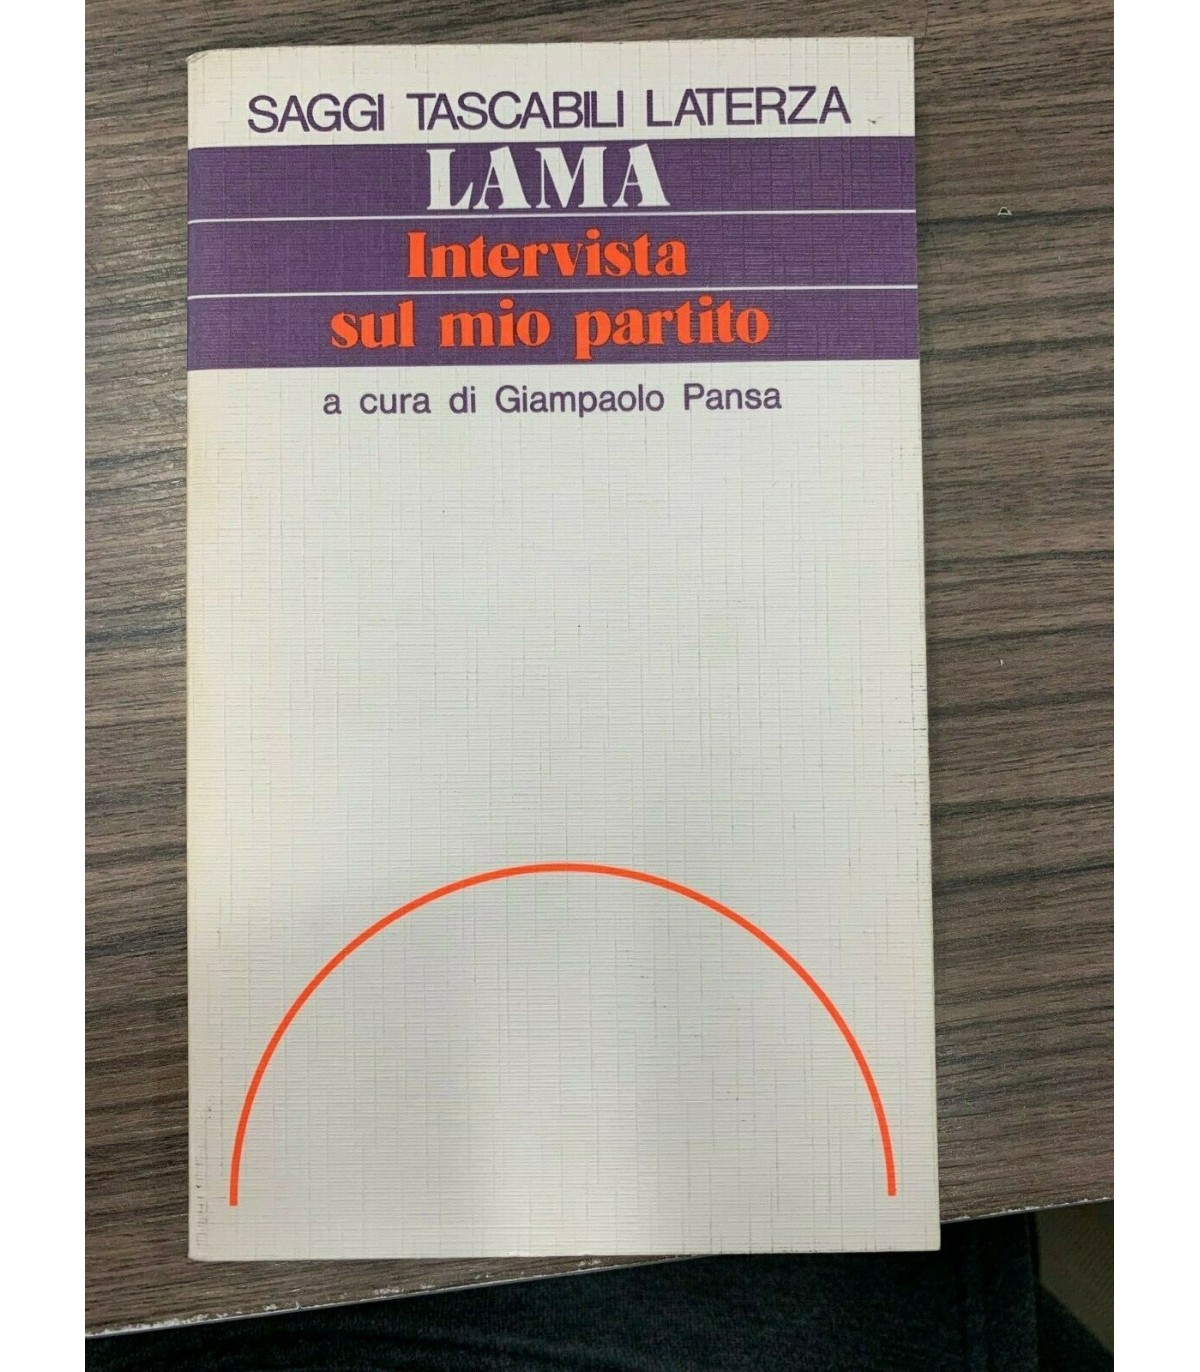 SAGGI TASCABILI LATERZA
LAMA
Intervista
sul mio partito
a cura di Giampaolo Pansa